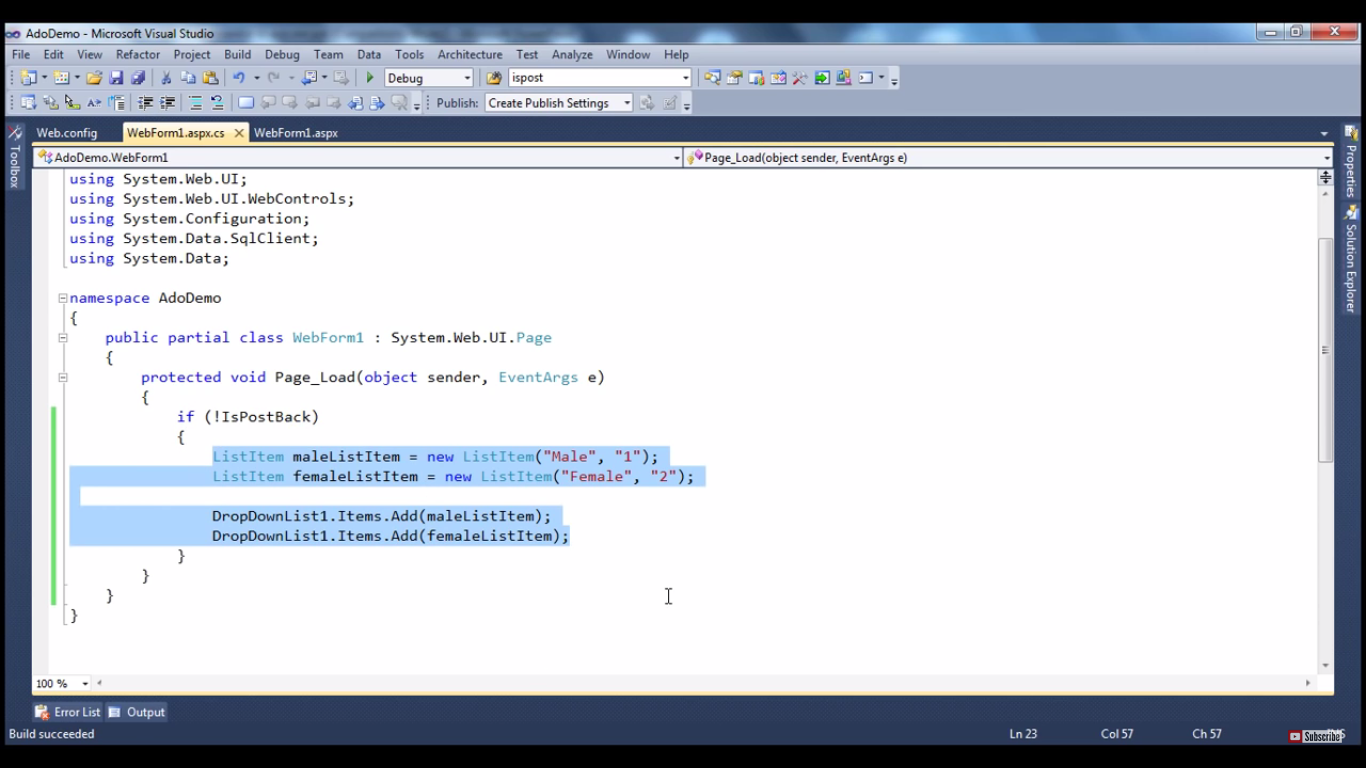 AdoDemo - Microsoft Visual Studio
File Edit View Refactor Project Build Debug Team Data Tools Architecture Test Analyze Window Help
Debug ispost
Publish: Create Publish Settings
Web.config WebForm1.aspx.cs WebForm1.aspx
Toolbox
AdoDemo.WebForm1 Page_Load(object sender, EventArgs e)
Properties
Solution Explorer
using System.Web.UI;
using System.Web.UI.WebControls;
using System.Configuration;
using System.Data.SqlClient;
using System.Data;
namespace AdoDemo
{
public partial class WebForm1 : System.Web.UI.Page
{
protected void Page_Load(object sender, EventArgs e)
{
if (!IsPostBack)
{
ListItem maleListItem = new ListItem("Male", "1");
ListItem femaleListItem = new ListItem("Female", "2");
DropDownList1.Items.Add(maleListItem);
DropDownList1.Items.Add(femaleListItem);
}
}
}
}
100 %
Error List Output
Build succeeded Ln 23 Col 57 Ch 57 Subscribe